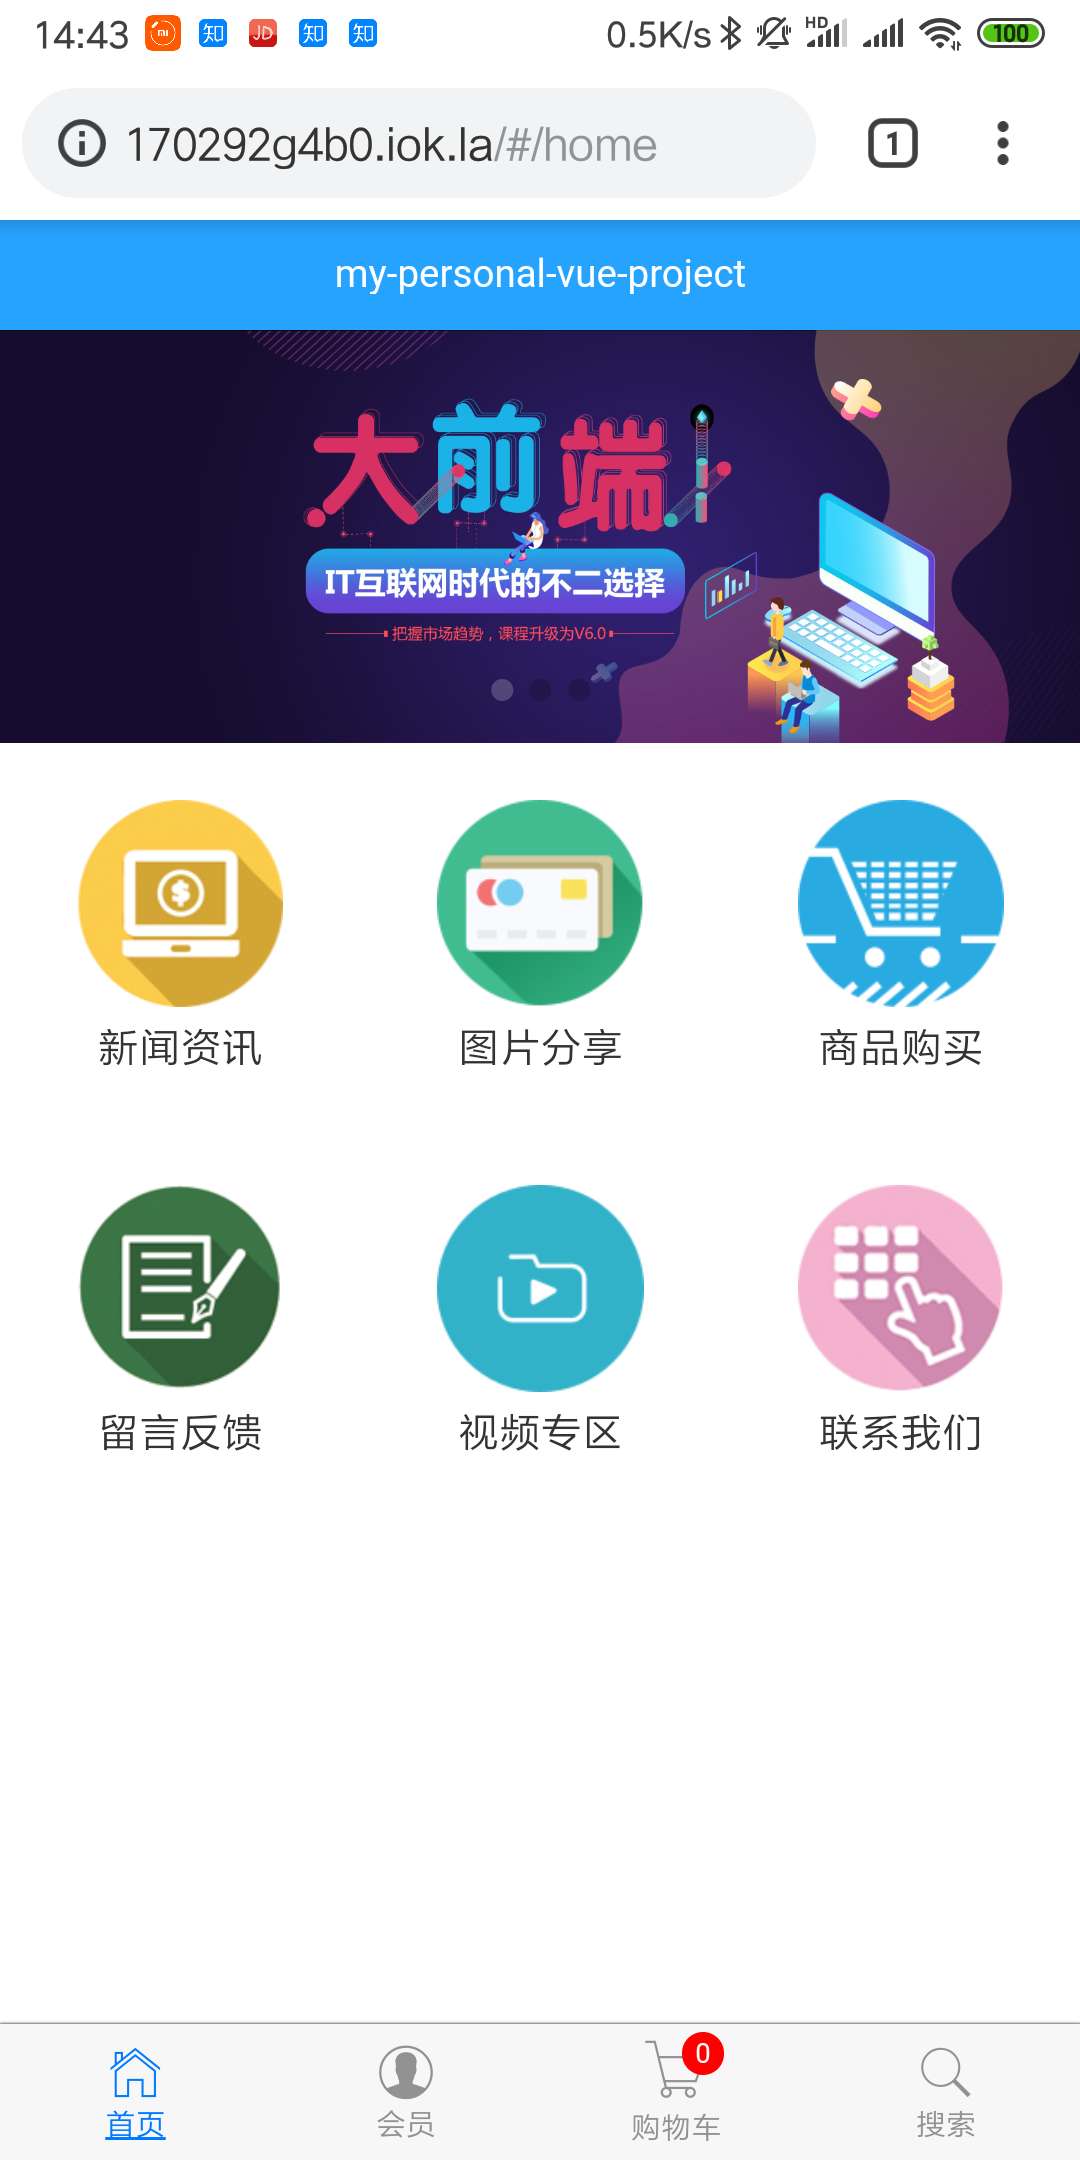 14:43 知 JD 知 知 0.5K/s HD 100
170292g4b0.iok.la/#/home 1
my-personal-vue-project
大前端
IT互联网时代的不二选择
把握市场趋势，课程升级为V6.0
新闻资讯 图片分享 商品购买
留言反馈 视频专区 联系我们
0
首页 会员 购物车 搜索